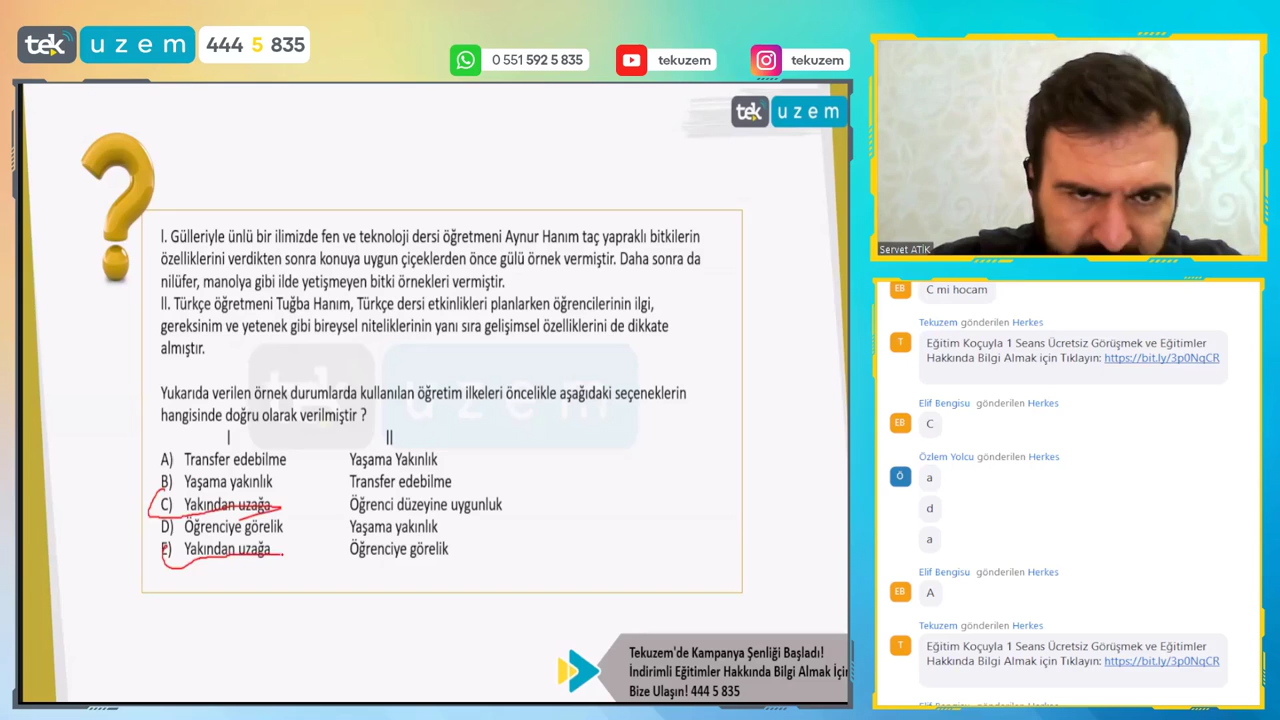 tek uzem 444 5 835
0 551 592 5 835
tekuzem
tekuzem
tek uzem
I. Gülleriyle ünlü bir ilimizde fen ve teknoloji dersi öğretmeni Aynur Hanım taç yapraklı bitkilerin
özelliklerini verdikten sonra konuya uygun çiçeklerden önce gülü örnek vermiştir. Daha sonra da
nilüfer, manolya gibi ilde yetişmeyen bitki örnekleri vermiştir.
II. Türkçe öğretmeni Tuğba Hanım, Türkçe dersi etkinlikleri planlarken öğrencilerinin ilgi,
gereksinim ve yetenek gibi bireysel niteliklerinin yanı sıra gelişimsel özelliklerini de dikkate
almıştır.
Yukarıda verilen örnek durumlarda kullanılan öğretim ilkeleri öncelikle aşağıdaki seçeneklerin
hangisinde doğru olarak verilmiştir ?
I II
A) Transfer edebilme Yaşama Yakınlık
B) Yaşama yakınlık Transfer edebilme
C) Yakından uzağa Öğrenci düzeyine uygunluk
D) Öğrenciye görelik Yaşama yakınlık
E) Yakından uzağa Öğrenciye görelik
tek uzem
Tekuzem'de Kampanya Şenliği Başladı!
İndirimli Eğitimler Hakkında Bilgi Almak İçin
Bize Ulaşın! 444 5 835
Servet ATİK
EB C mi hocam
Tekuzem gönderilen Herkes
T Eğitim Koçuyla 1 Seans Ücretsiz Görüşmek ve Eğitimler
Hakkında Bilgi Almak için Tıklayın: https://bit.ly/3p0NqCR
Elif Bengisu gönderilen Herkes
EB C
Özlem Yolcu gönderilen Herkes
Ö a
d
a
Elif Bengisu gönderilen Herkes
EB A
Tekuzem gönderilen Herkes
T Eğitim Koçuyla 1 Seans Ücretsiz Görüşmek ve Eğitimler
Hakkında Bilgi Almak için Tıklayın: https://bit.ly/3p0NqCR
Elif Bengisu gönderilen Herkes